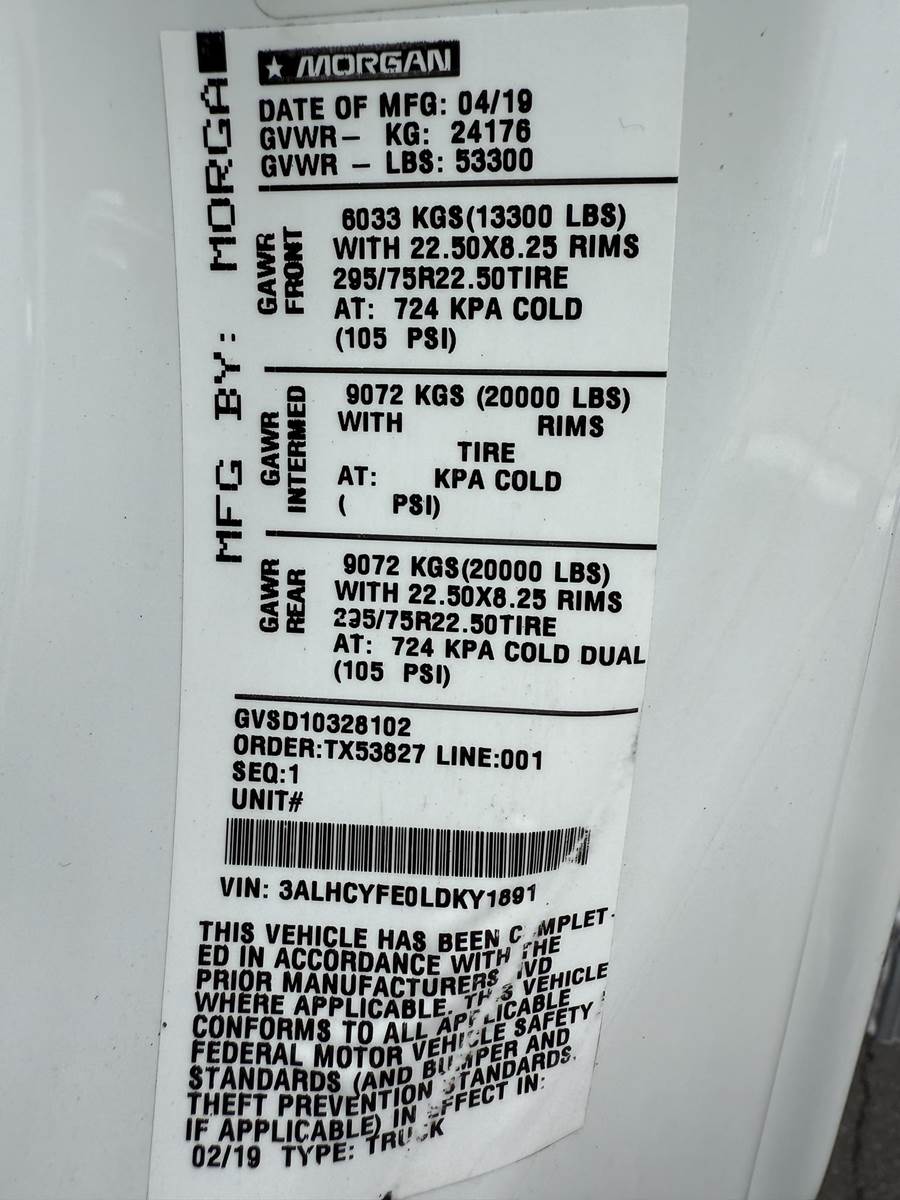 MFG BY: MORGA
★ MORGAN
DATE OF MFG: 04/19
GVWR- KG: 24176
GVWR - LBS: 53300
GAWR
FRONT
6033 KGS(13300 LBS)
WITH 22.50X8.25 RIMS
295/75R22.50TIRE
AT: 724 KPA COLD
(105 PSI)
GAWR
INTERMED
9072 KGS (20000 LBS)
WITH RIMS
TIRE
AT: KPA COLD
( PSI)
GAWR
REAR
9072 KGS(20000 LBS)
WITH 22.50X8.25 RIMS
295/75R22.50TIRE
AT: 724 KPA COLD DUAL
(105 PSI)
GVSD10328102
ORDER:TX53827 LINE:001
SEQ:1
UNIT#
VIN: 3ALHCYFE0LDKY1891
THIS VEHICLE HAS BEEN COMPLET-
ED IN ACCORDANCE WITH THE
PRIOR MANUFACTURERS IVD
WHERE APPLICABLE. THIS VEHICLE
CONFORMS TO ALL APPLICABLE
FEDERAL MOTOR VEHICLE SAFETY
STANDARDS (AND BUMPER AND
THEFT PREVENTION STANDARDS,
IF APPLICABLE) IN EFFECT IN:
02/19 TYPE: TRUCK